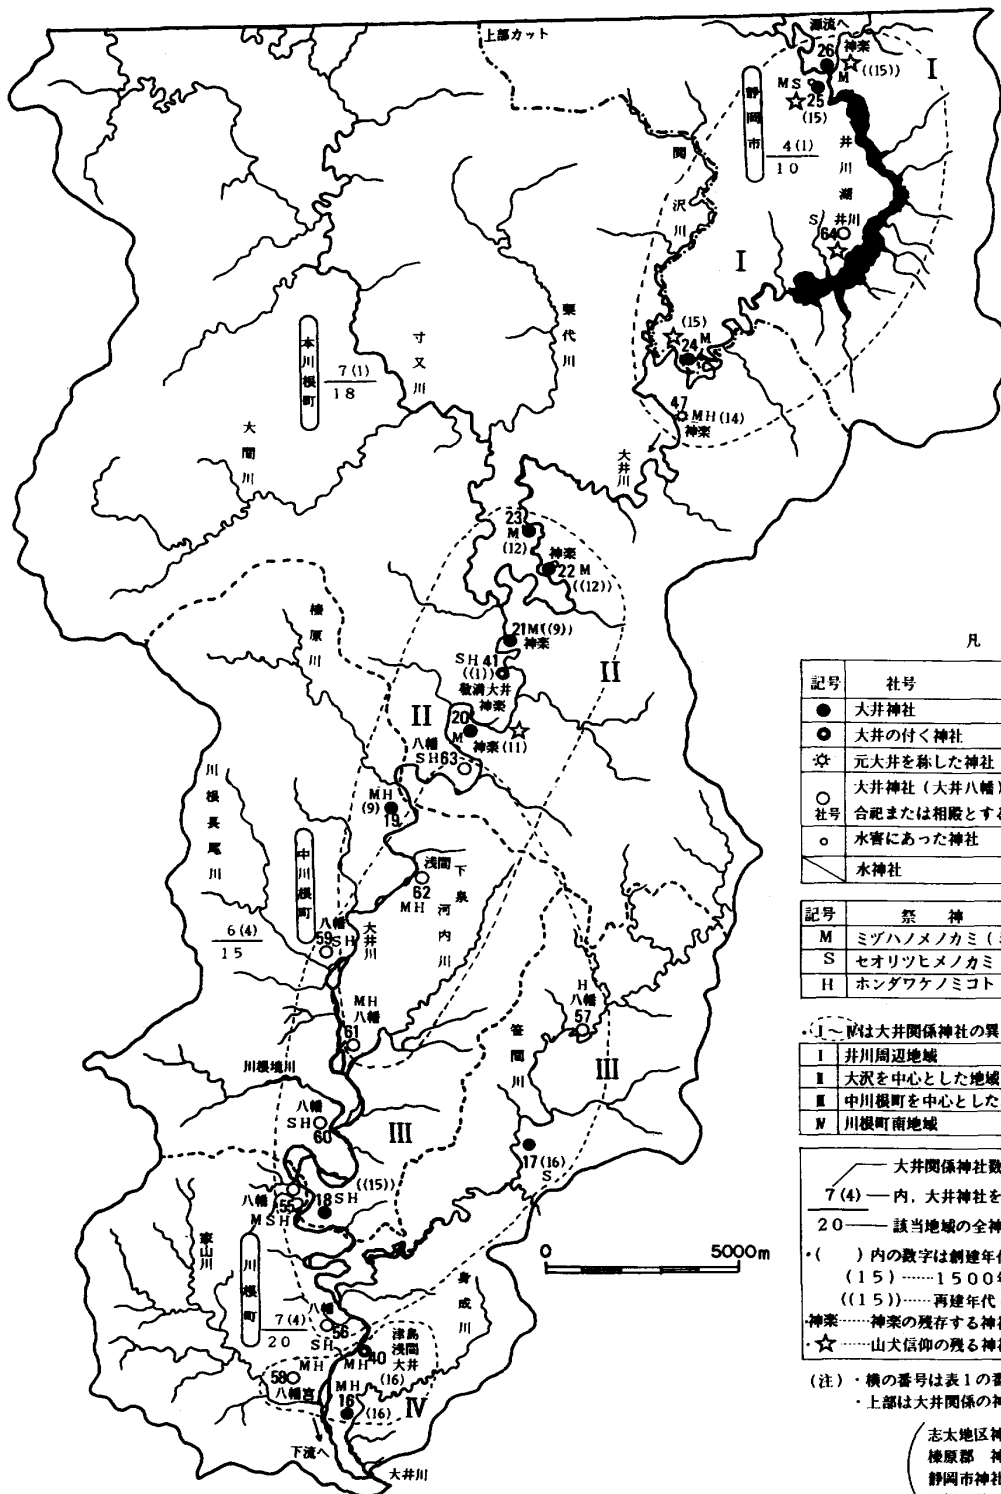 上部カット
源流へ
26
神楽
M
((15))
I
MS
25
(15)
静岡市
4(1)
10
井川湖
関ノ沢川
S
井川
64
I
栗代川
(15)
24
M
寸又川
本川根町
7(1)
18
47
MH(14)
神楽
大井川
大間川
23
M
(12)
神楽
22
M
((12))
榛原川
21
M((9))
神楽
SH
41
((1))
敬満大井
神楽
II
II
20
M
神楽(11)
八幡
SH
63
MH
(9)
19
川根長尾川
中川根町
6(4)
15
浅間
62
MH
下泉河内川
八幡
59
SH
大井川
H
八幡
57
MH
八幡
61
笹間川
III
川根境川
八幡
SH
60
III
17(16)
S
八幡
55
MSH
((15))
18
SH
家山川
川根町
7(4)
20
0
5000m
身成川
八幡
56
SH
津島
浅間
大井
(16)
40
MH
MH
58
八幡宮
MH
16
(16)
IV
下流へ
大井川
凡
記号
社号
大井神社
大井の付く神社
元大井を称した神社
大井神社(大井八幡)
社号
合祀または相殿とする
水害にあった神社
水神社
記号
祭神
M
ミヅハノメノカミ(
S
セオリツヒメノカミ
H
ホンダワケノミコト
・I〜Ⅳは大井関係神社の異
I
井川周辺地域
II
大沢を中心とした地域
III
中川根町を中心とした
IV
川根町南地域
大井関係神社数
7(4)
内,大井神社を
20
該当地域の全神
・( )内の数字は創建年代
(15)……1500年
((15))……再建年代
・神楽……神楽の残存する神社
・☆……山犬信仰の残る神社
(注)・横の番号は表1の番
・上部は大井関係の神
志太地区神
榛原郡 神
静岡市神社